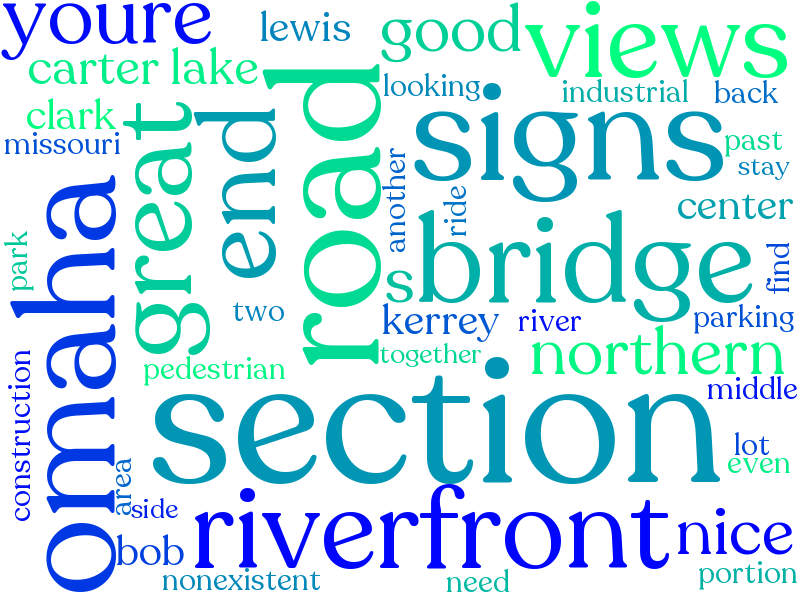 youre
lewis
good
views
carter lake
looking
industrial
back
clark
missouri
great
end
road
signs
past
stay
another
ride
center
omaha
park
bridge
s
find
two
kerrey
river
parking
pedestrian
together
northern
construction
section
middle
lot
even
area
side
riverfront
nice
bob
nonexistent
need
portion